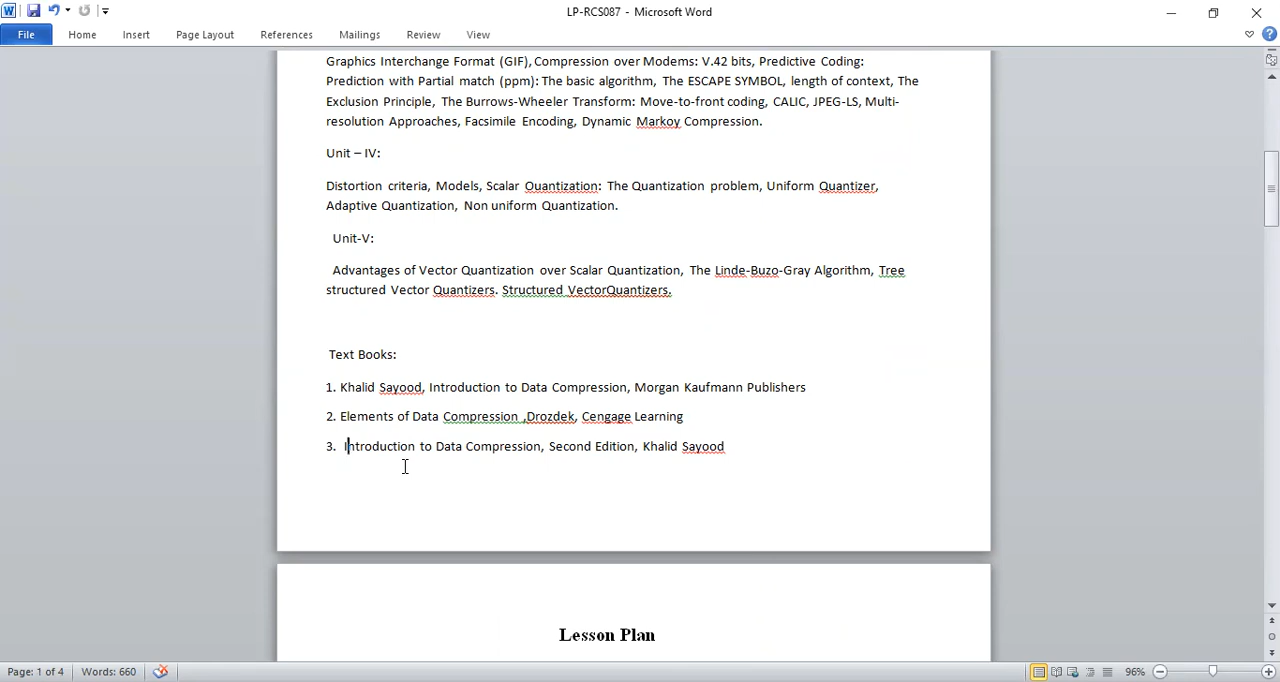 LP-RCS087 - Microsoft Word
File Home Insert Page Layout References Mailings Review View
Graphics Interchange Format (GIF), Compression over Modems: V.42 bits, Predictive Coding:
Prediction with Partial match (ppm): The basic algorithm, The ESCAPE SYMBOL, length of context, The
Exclusion Principle, The Burrows-Wheeler Transform: Move-to-front coding, CALIC, JPEG-LS, Multi-
resolution Approaches, Facsimile Encoding, Dynamic Markoy Compression.
Unit – IV:
Distortion criteria, Models, Scalar Ouantization: The Quantization problem, Uniform Quantizer,
Adaptive Quantization, Non uniform Quantization.
Unit-V:
Advantages of Vector Quantization over Scalar Quantization, The Linde-Buzo-Gray Algorithm, Tree
structured Vector Quantizers. Structured VectorQuantizers.
Text Books:
1. Khalid Sayood, Introduction to Data Compression, Morgan Kaufmann Publishers
2. Elements of Data Compression ,Drozdek, Cengage Learning
3. Introduction to Data Compression, Second Edition, Khalid Sayood
Lesson Plan
Page: 1 of 4 Words: 660 96%